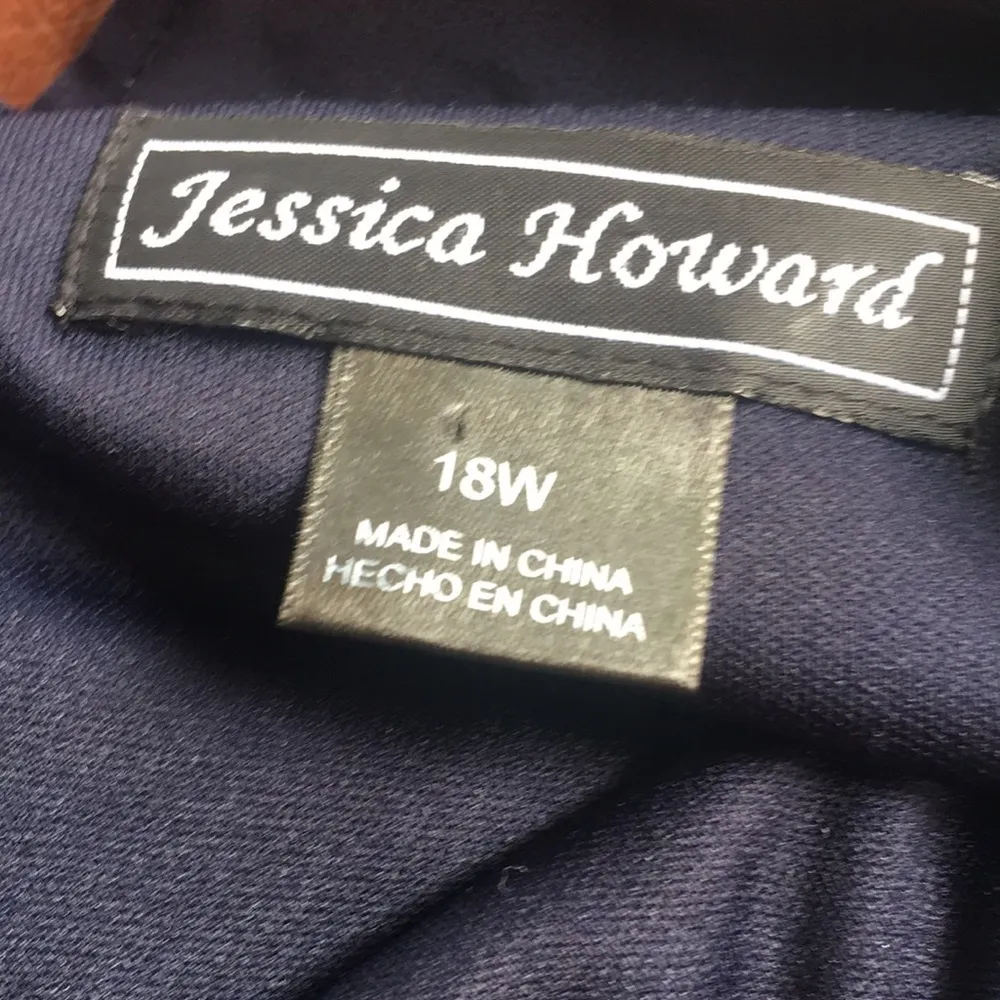 Jessica Howard
18W
MADE IN CHINA
HECHO EN CHINA